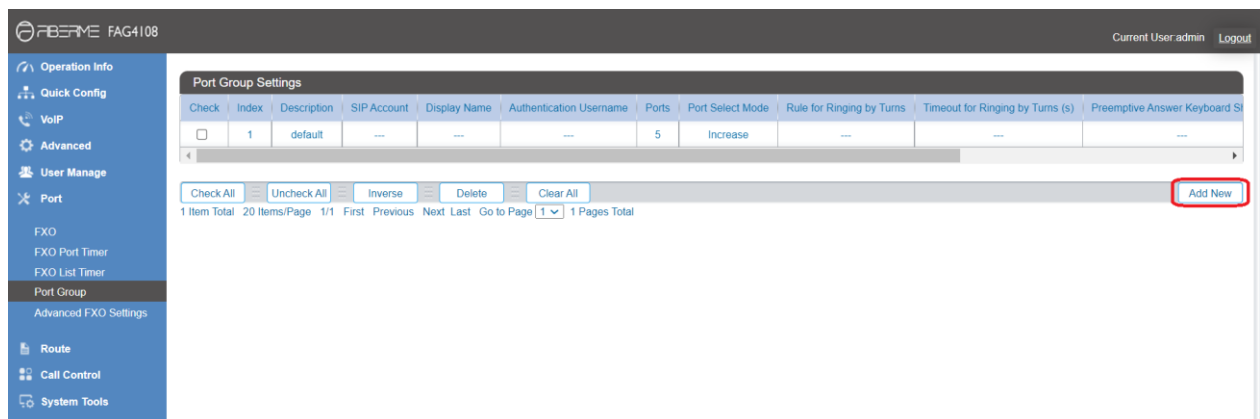 FIBERME FAG4108
Current User:admin Logout
Operation Info
Quick Config
VoIP
Advanced
User Manage
Port
FXO
FXO Port Timer
FXO List Timer
Port Group
Advanced FXO Settings
Route
Call Control
System Tools
Port Group Settings
Check Index Description SIP Account Display Name Authentication Username Ports Port Select Mode Rule for Ringing by Turns Timeout for Ringing by Turns (s) Preemptive Answer Keyboard
1 default --- --- --- 5 Increase --- --- ---
Check All Uncheck All Inverse Delete Clear All Add New
1 Item Total 20 Items/Page 1/1 First Previous Next Last Go to Page 1 1 Pages Total